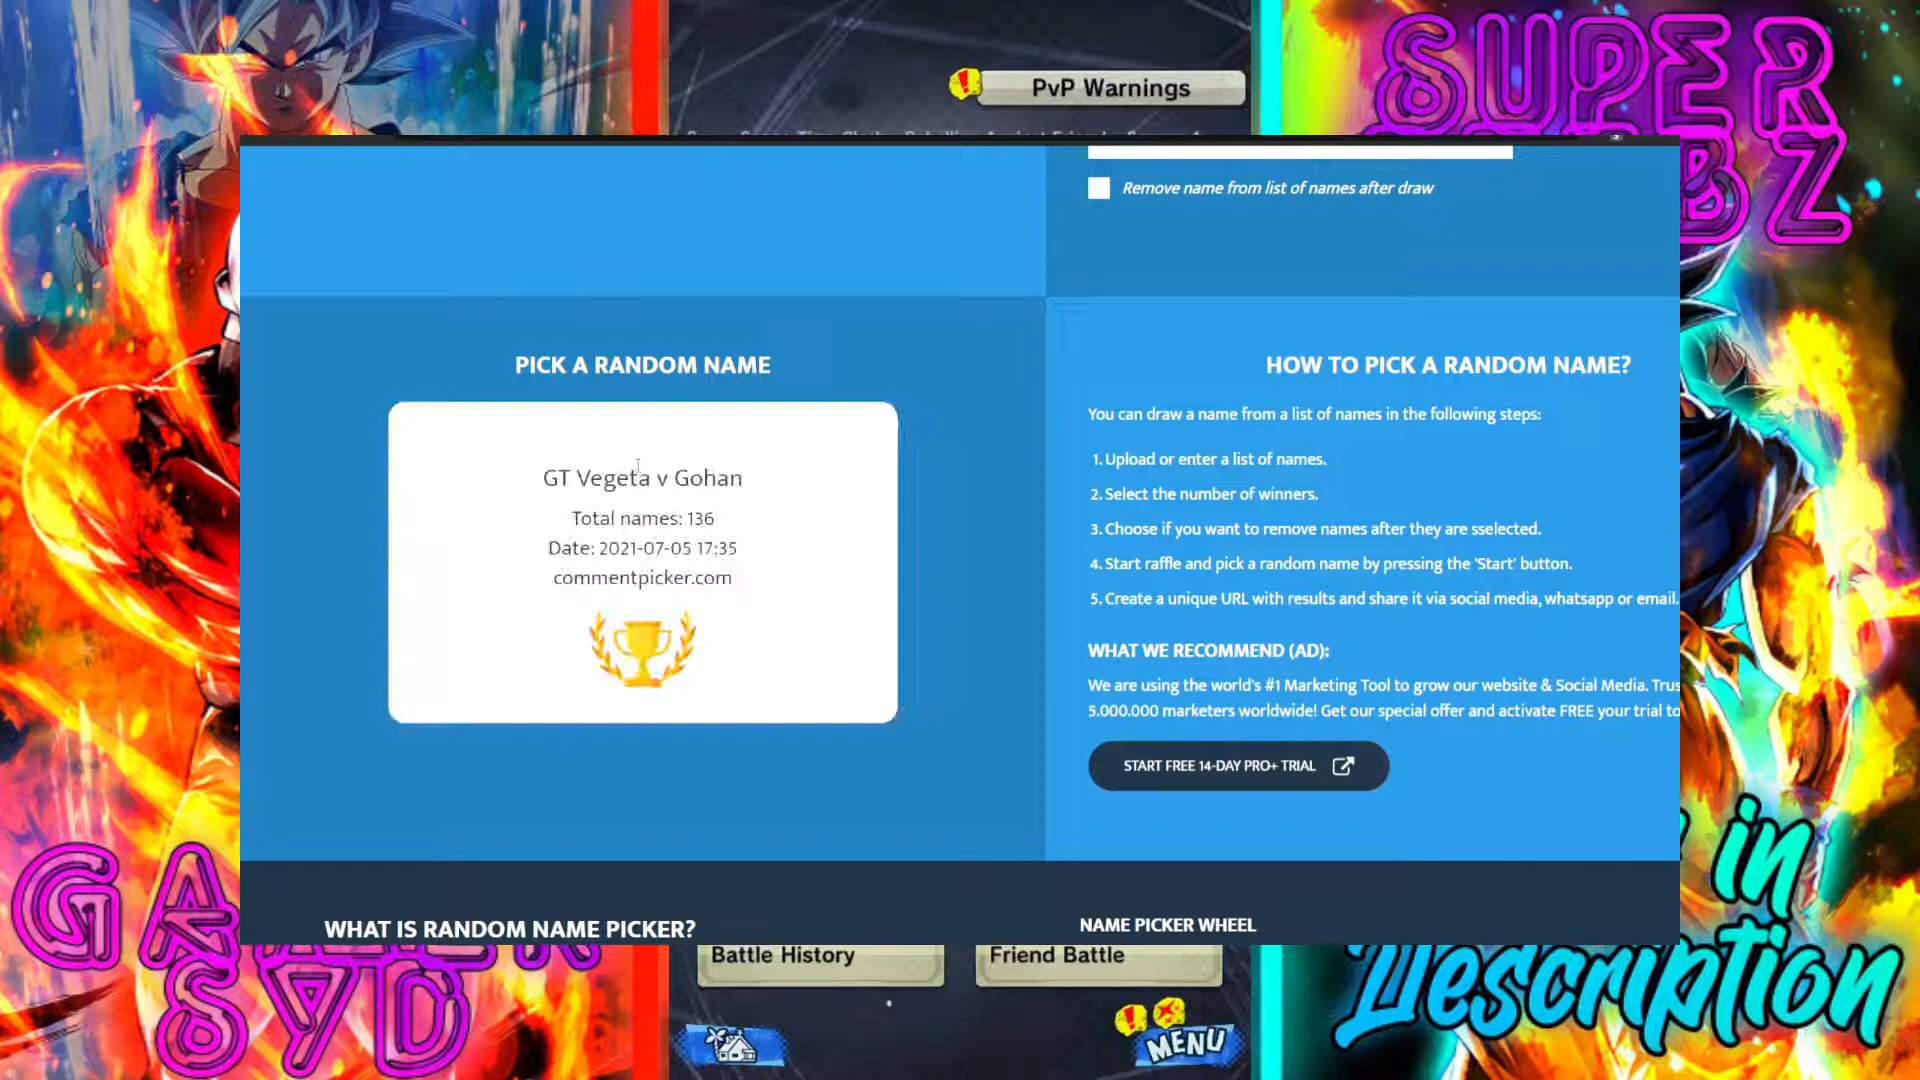 SUPER
BZ
PvP Warnings
Remove name from list of names after draw
PICK A RANDOM NAME
GT Vegeta v Gohan
Total names: 136
Date: 2021-07-05 17:35
commentpicker.com
HOW TO PICK A RANDOM NAME?
You can draw a name from a list of names in the following steps:
1. Upload or enter a list of names.
2. Select the number of winners.
3. Choose if you want to remove names after they are sselected.
4. Start raffle and pick a random name by pressing the 'Start' button.
5. Create a unique URL with results and share it via social media, whatsapp or email.
WHAT WE RECOMMEND (AD):
We are using the world's #1 Marketing Tool to grow our website & Social Media.
5.000.000 marketers worldwide! Get our special offer and activate FREE your trial
START FREE 14-DAY PRO+ TRIAL
WHAT IS RANDOM NAME PICKER?
NAME PICKER WHEEL
Battle History
Friend Battle
MENU
SYD
in
Description